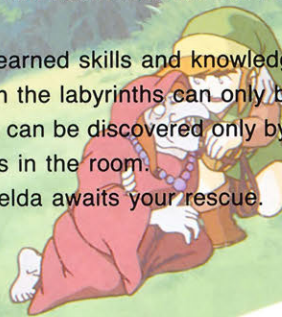 earned skills and knowledg
n the labyrinths can only b
can be discovered only by
s in the room.
elda awaits your rescue.